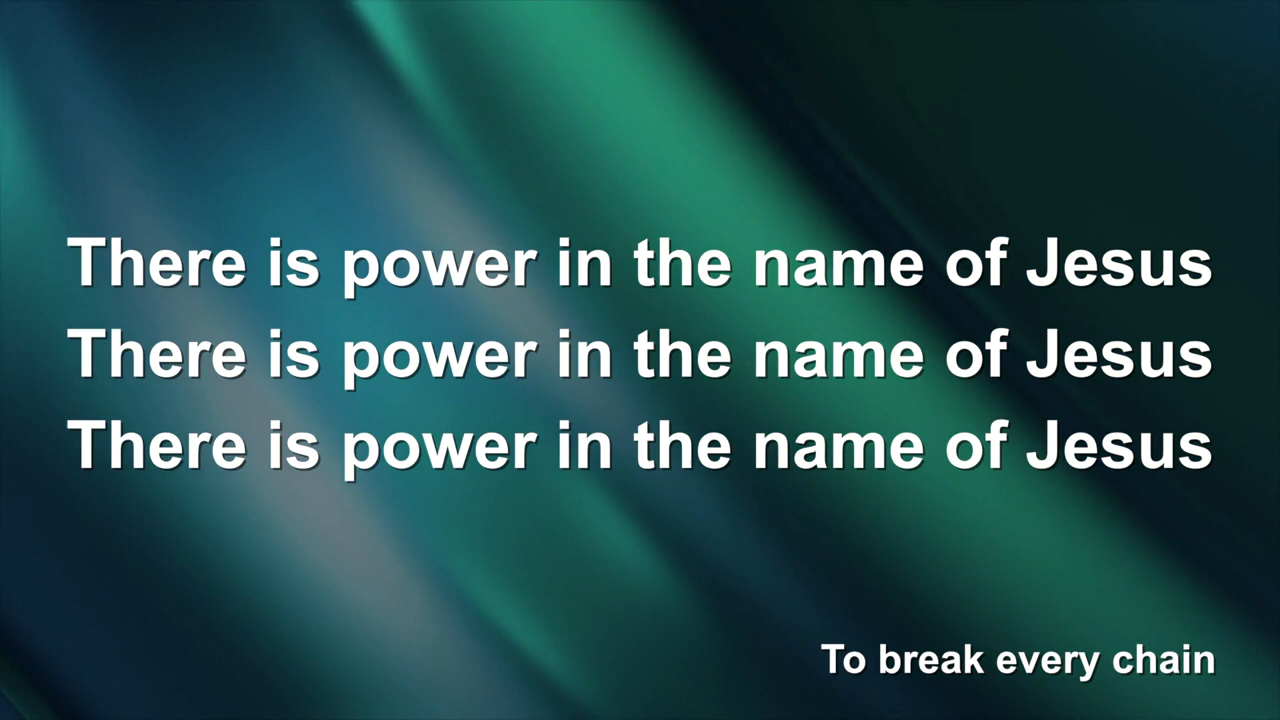 There is power in the name of Jesus
There is power in the name of Jesus
There is power in the name of Jesus
To break every chain